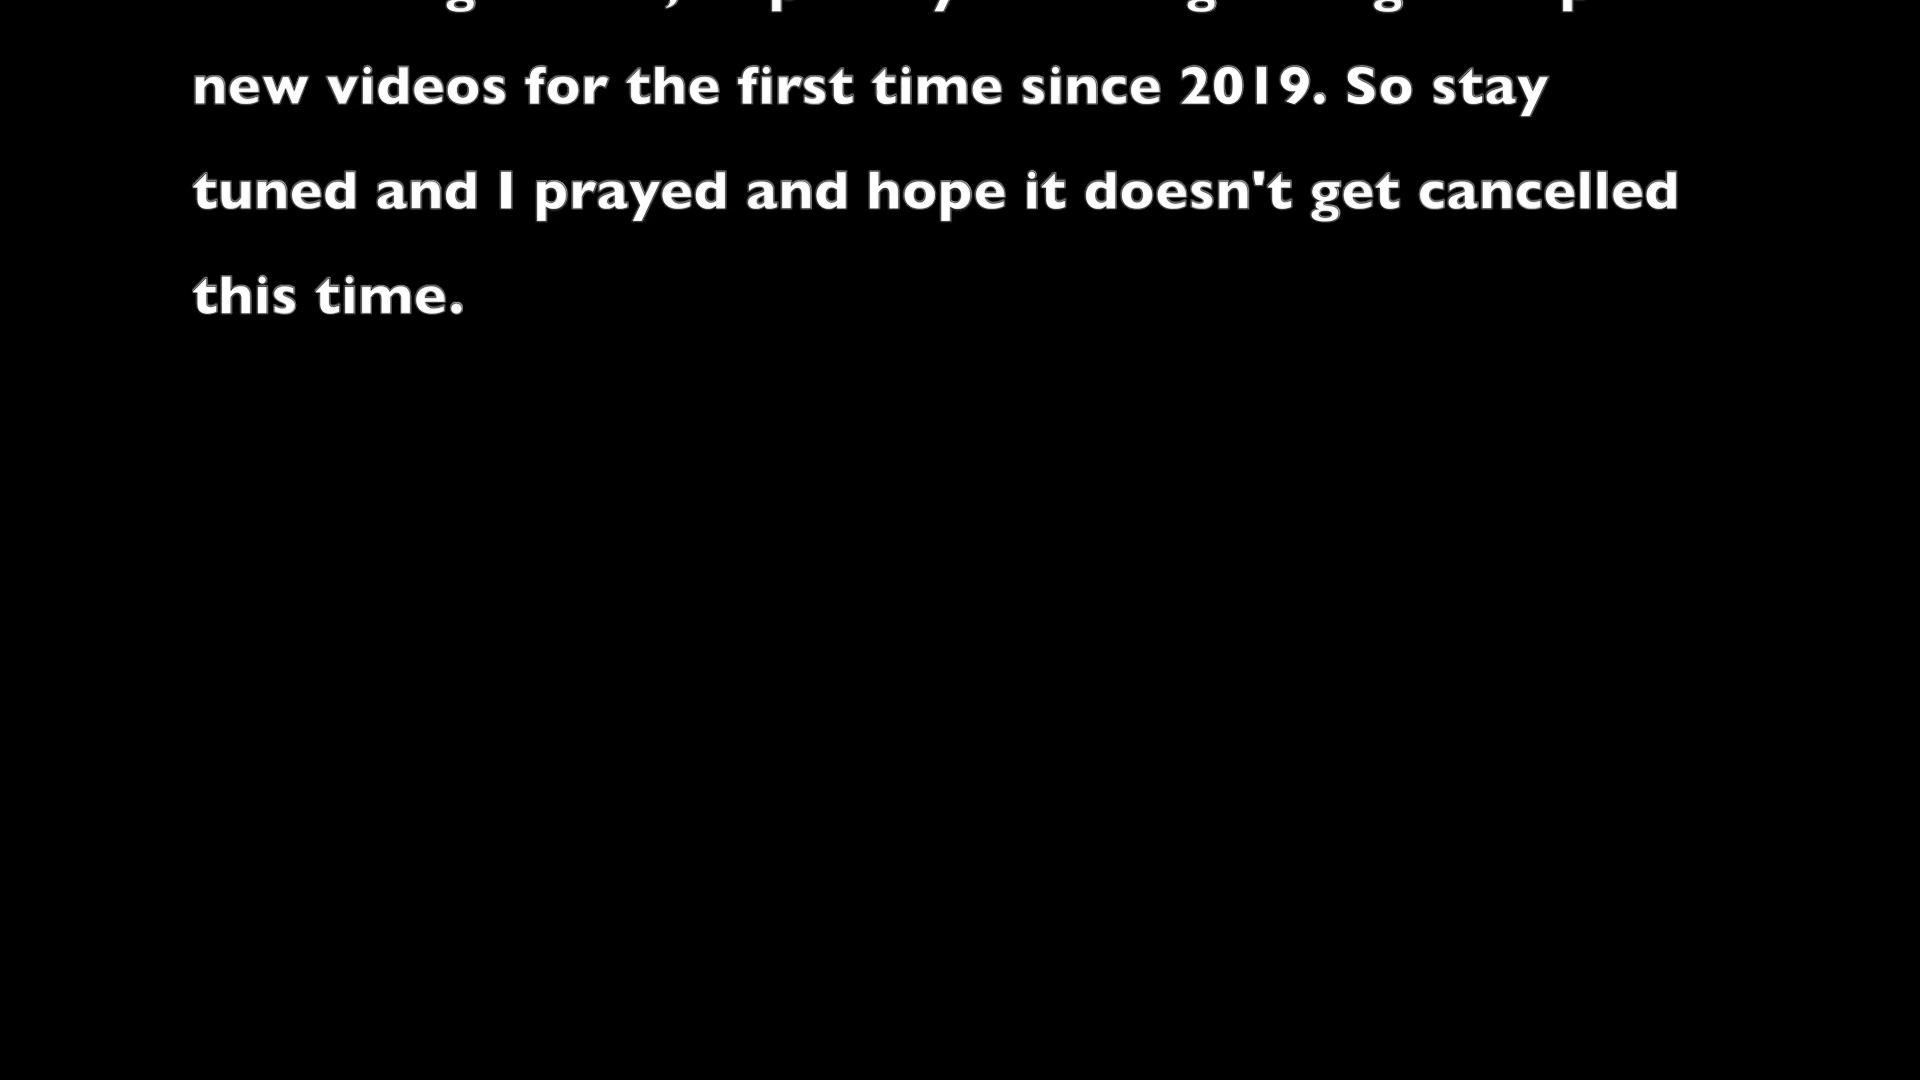 new videos for the first time since 2019. So stay
tuned and I prayed and hope it doesn't get cancelled
this time.